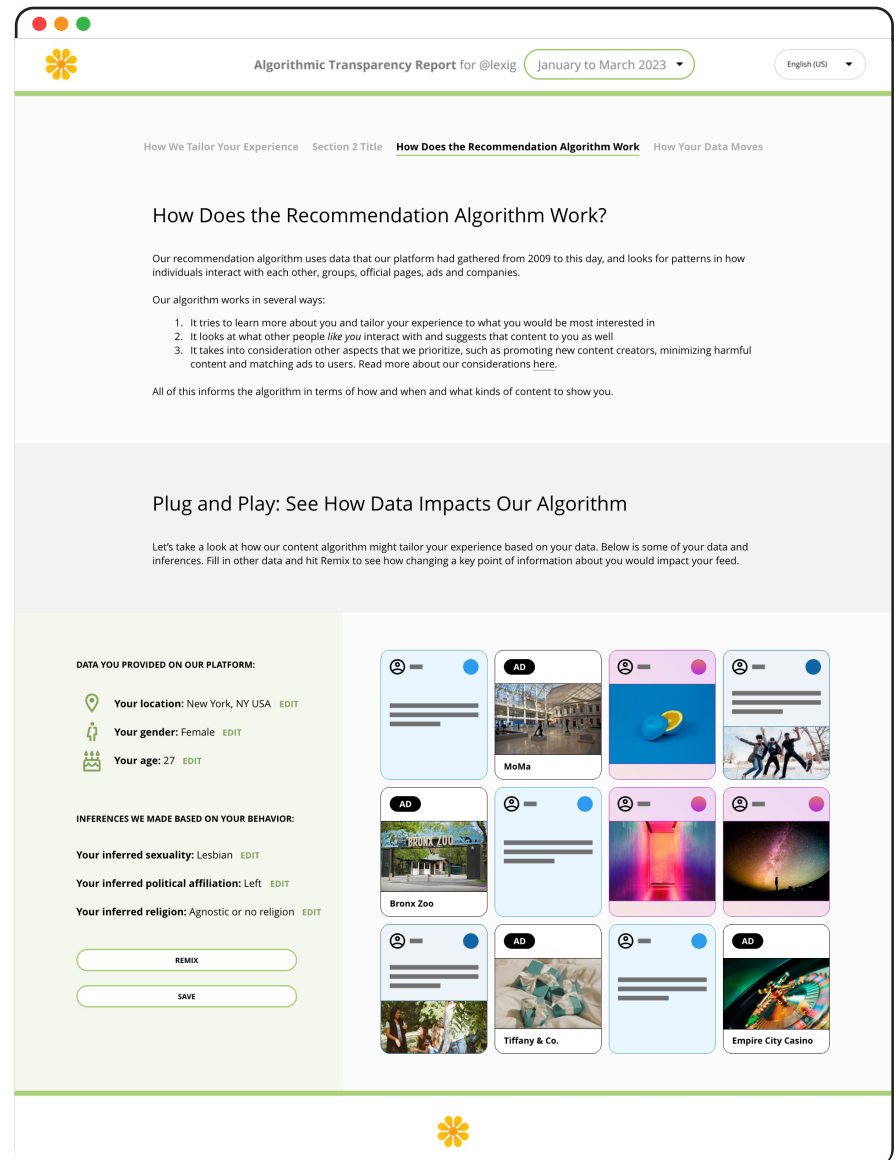 Algorithmic Transparency Report for @lexig
January to March 2023
English (US)
How We Tailor Your Experience
Section 2 Title
How Does the Recommendation Algorithm Work
How Your Data Moves
How Does the Recommendation Algorithm Work?
Our recommendation algorithm uses data that our platform had gathered from 2009 to this day, and looks for patterns in how
individuals interact with each other, groups, official pages, ads and companies.
Our algorithm works in several ways:
1. It tries to learn more about you and tailor your experience to what you would be most interested in
2. It looks at what other people like you interact with and suggests that content to you as well
3. It takes into consideration other aspects that we prioritize, such as promoting new content creators, minimizing harmful
content and matching ads to users. Read more about our considerations here.
All of this informs the algorithm in terms of how and when and what kinds of content to show you.
Plug and Play: See How Data Impacts Our Algorithm
Let's take a look at how our content algorithm might tailor your experience based on your data. Below is some of your data and
inferences. Fill in other data and hit Remix to see how changing a key point of information about you would impact your feed.
DATA YOU PROVIDED ON OUR PLATFORM:
Your location: New York, NY USA EDIT
Your gender: Female EDIT
Your age: 27 EDIT
INFERENCES WE MADE BASED ON YOUR BEHAVIOR:
Your inferred sexuality: Lesbian EDIT
Your inferred political affiliation: Left EDIT
Your inferred religion: Agnostic or no religion EDIT
REMIX
SAVE
AD
MoMa
AD
BRONX ZOO
Bronx Zoo
AD
Tiffany & Co.
AD
Empire City Casino